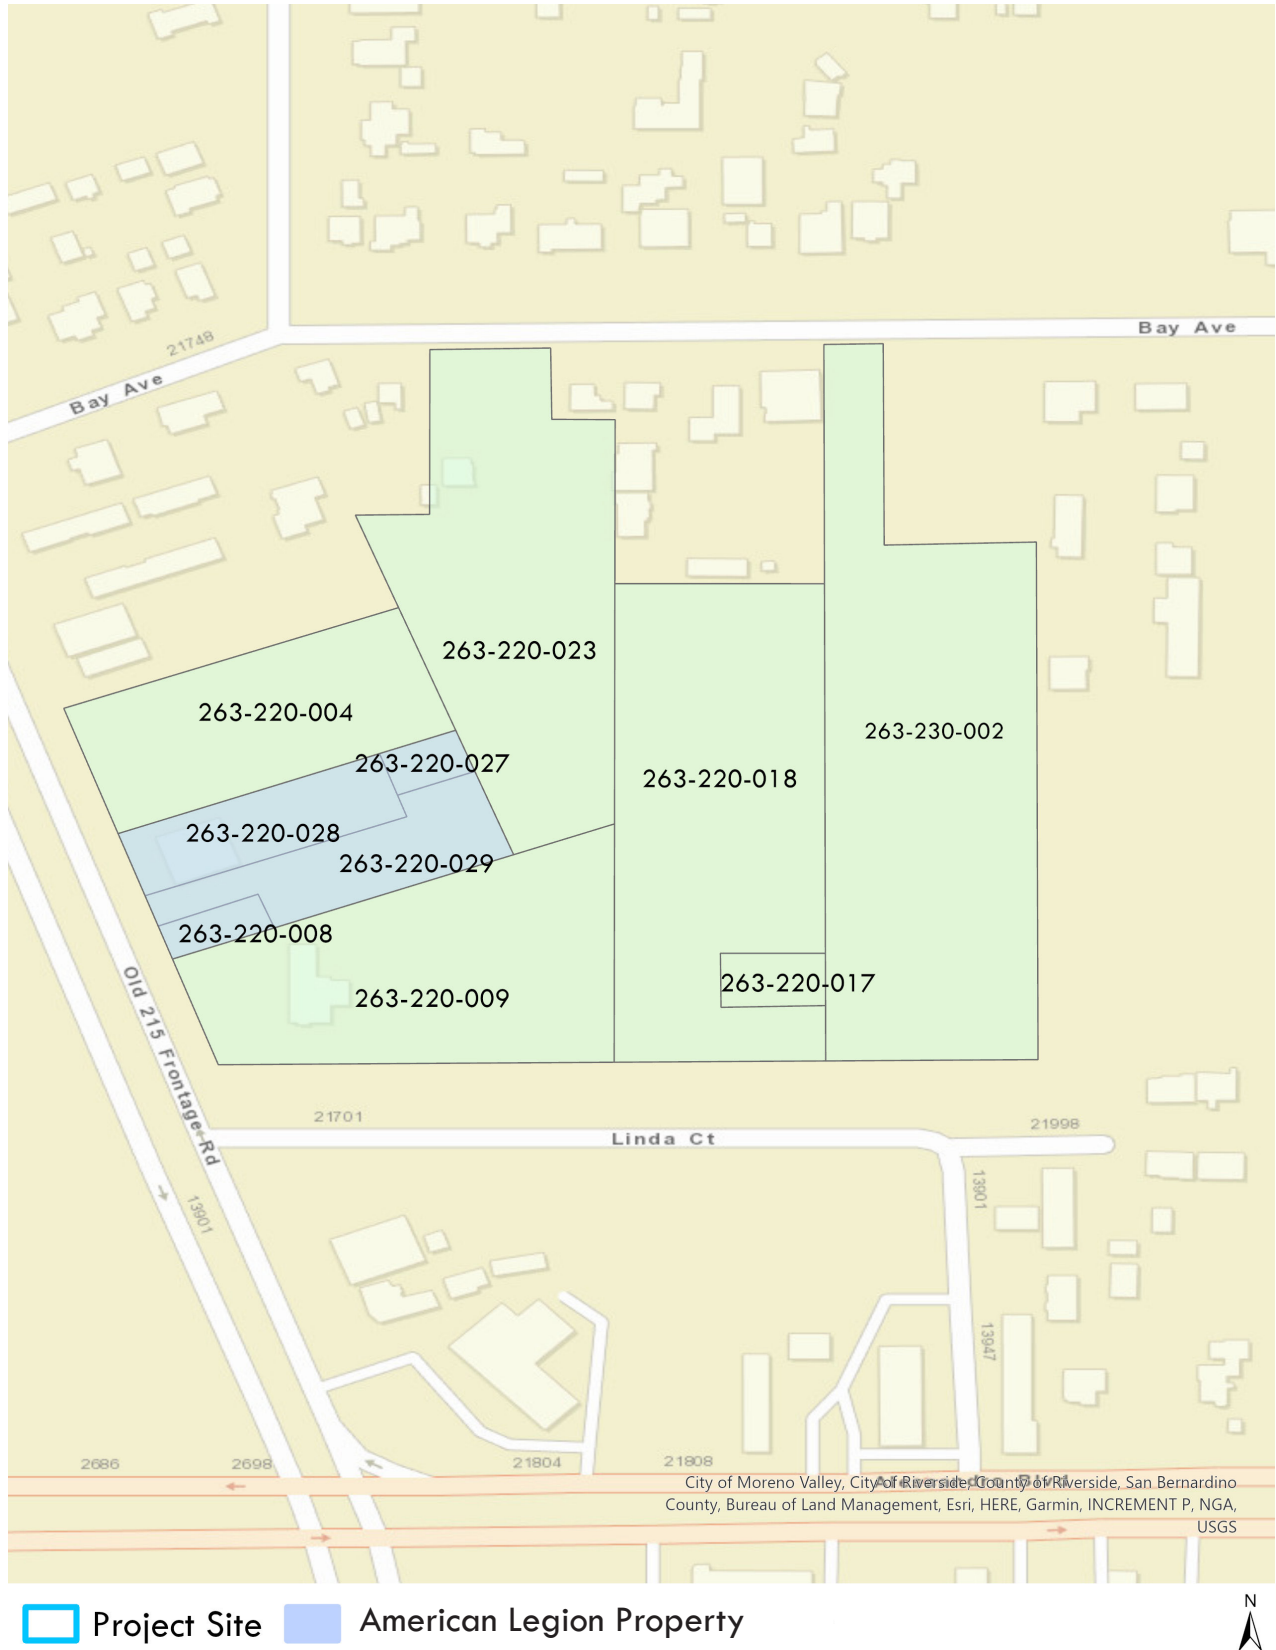 Bay Ave
21748
Bay Ave
263-220-023
263-220-004
263-230-002
263-220-027
263-220-018
263-220-028
263-220-029
263-220-008
263-220-017
263-220-009
Old 215 Frontage Rd
21701
Linda Ct
21998
13901
13901
13947
2686
2698
21804
21808
City of Moreno Valley, City of Riverside, County of Riverside, San Bernardino
County, Bureau of Land Management, Esri, HERE, Garmin, INCREMENT P, NGA,
USGS
Project Site
American Legion Property
N